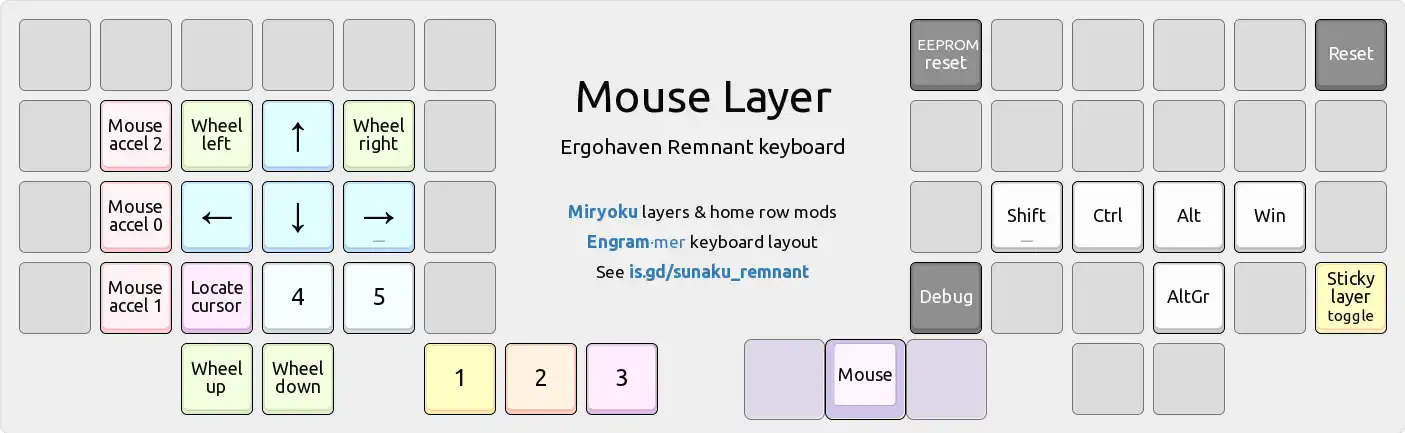 EEPROM
reset
Reset
Mouse Layer
Mouse
accel 2
Wheel
left
↑
Wheel
right
Ergohaven Remnant keyboard
Mouse
accel 0
←
↓
→
Miryoku layers & home row mods
Shift
Ctrl
Alt
Win
Engram·mer keyboard layout
See is.gd/sunaku_remnant
Mouse
accel 1
Locate
cursor
4
5
Debug
AltGr
Sticky
layer
toggle
Wheel
up
Wheel
down
1
2
3
Mouse